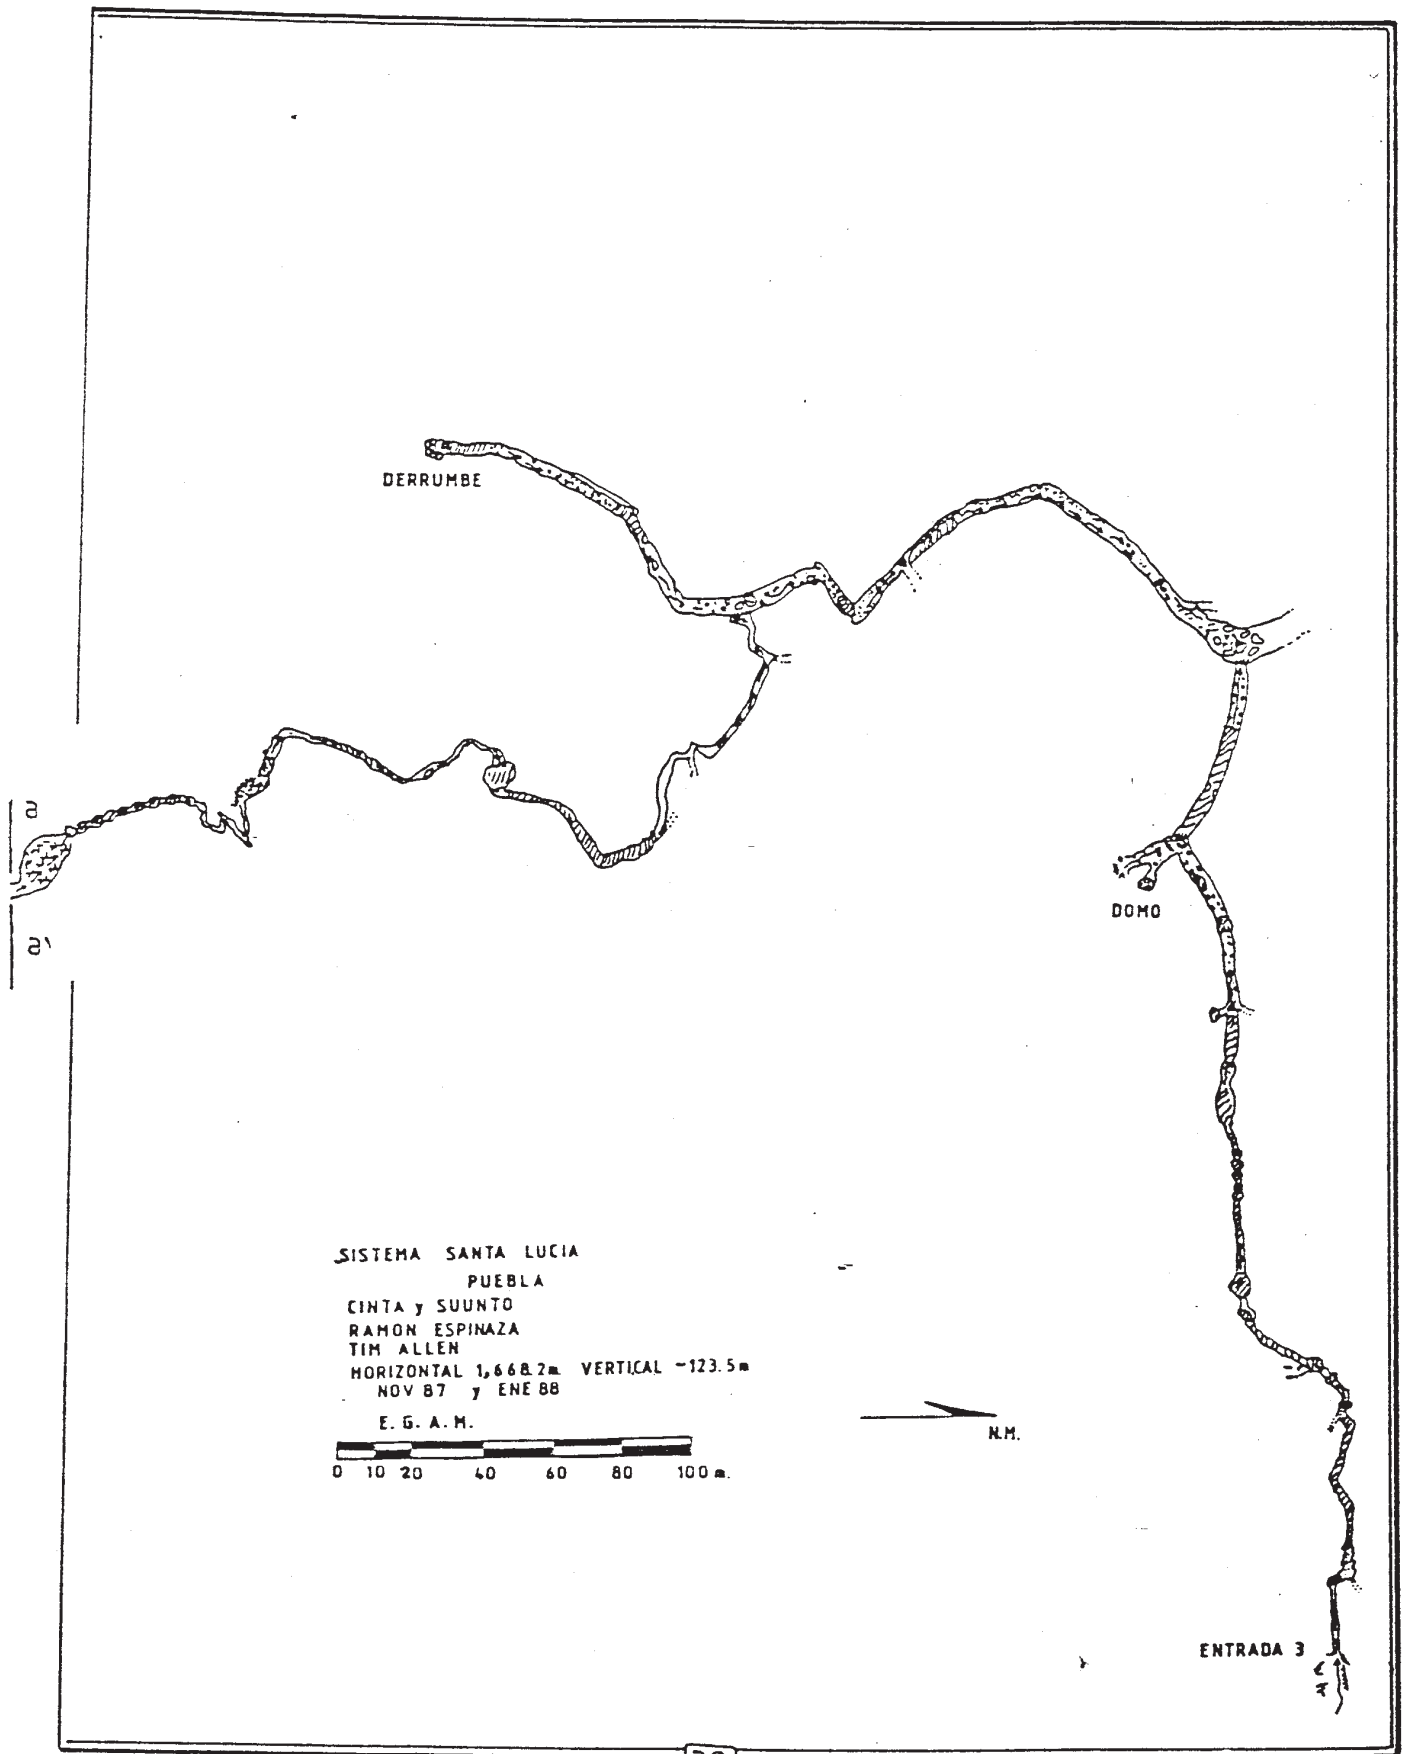 DERRUMBE
a
a'
DOMO
SISTEMA SANTA LUCIA
PUEBLA
CINTA y SUUNTO
RAMON ESPINAZA
TIM ALLEN
HORIZONTAL 1,668.2m VERTICAL -123.5m
NOV 87 y ENE 88
E. G. A. M.
N.M.
0 10 20 40 60 80 100 m.
ENTRADA 3